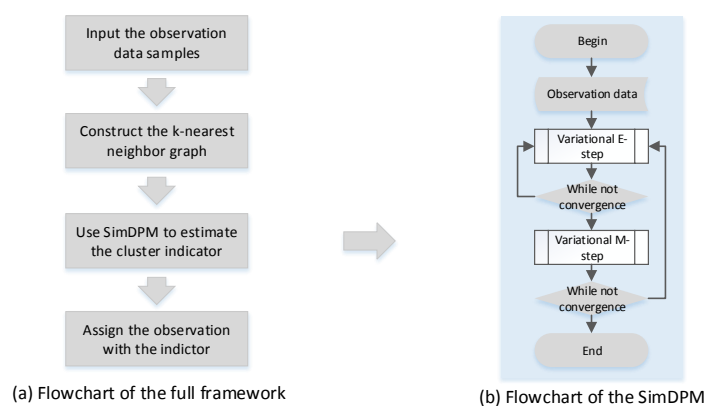 Input the observation
data samples
Construct the k-nearest
neighbor graph
Use SimDPM to estimate
the cluster indicator
Assign the observation
with the indictor
(a) Flowchart of the full framework
Begin
Observation data
Variational E-
step
While not
convergence
Variational M-
step
While not
convergence
End
(b) Flowchart of the SimDPM